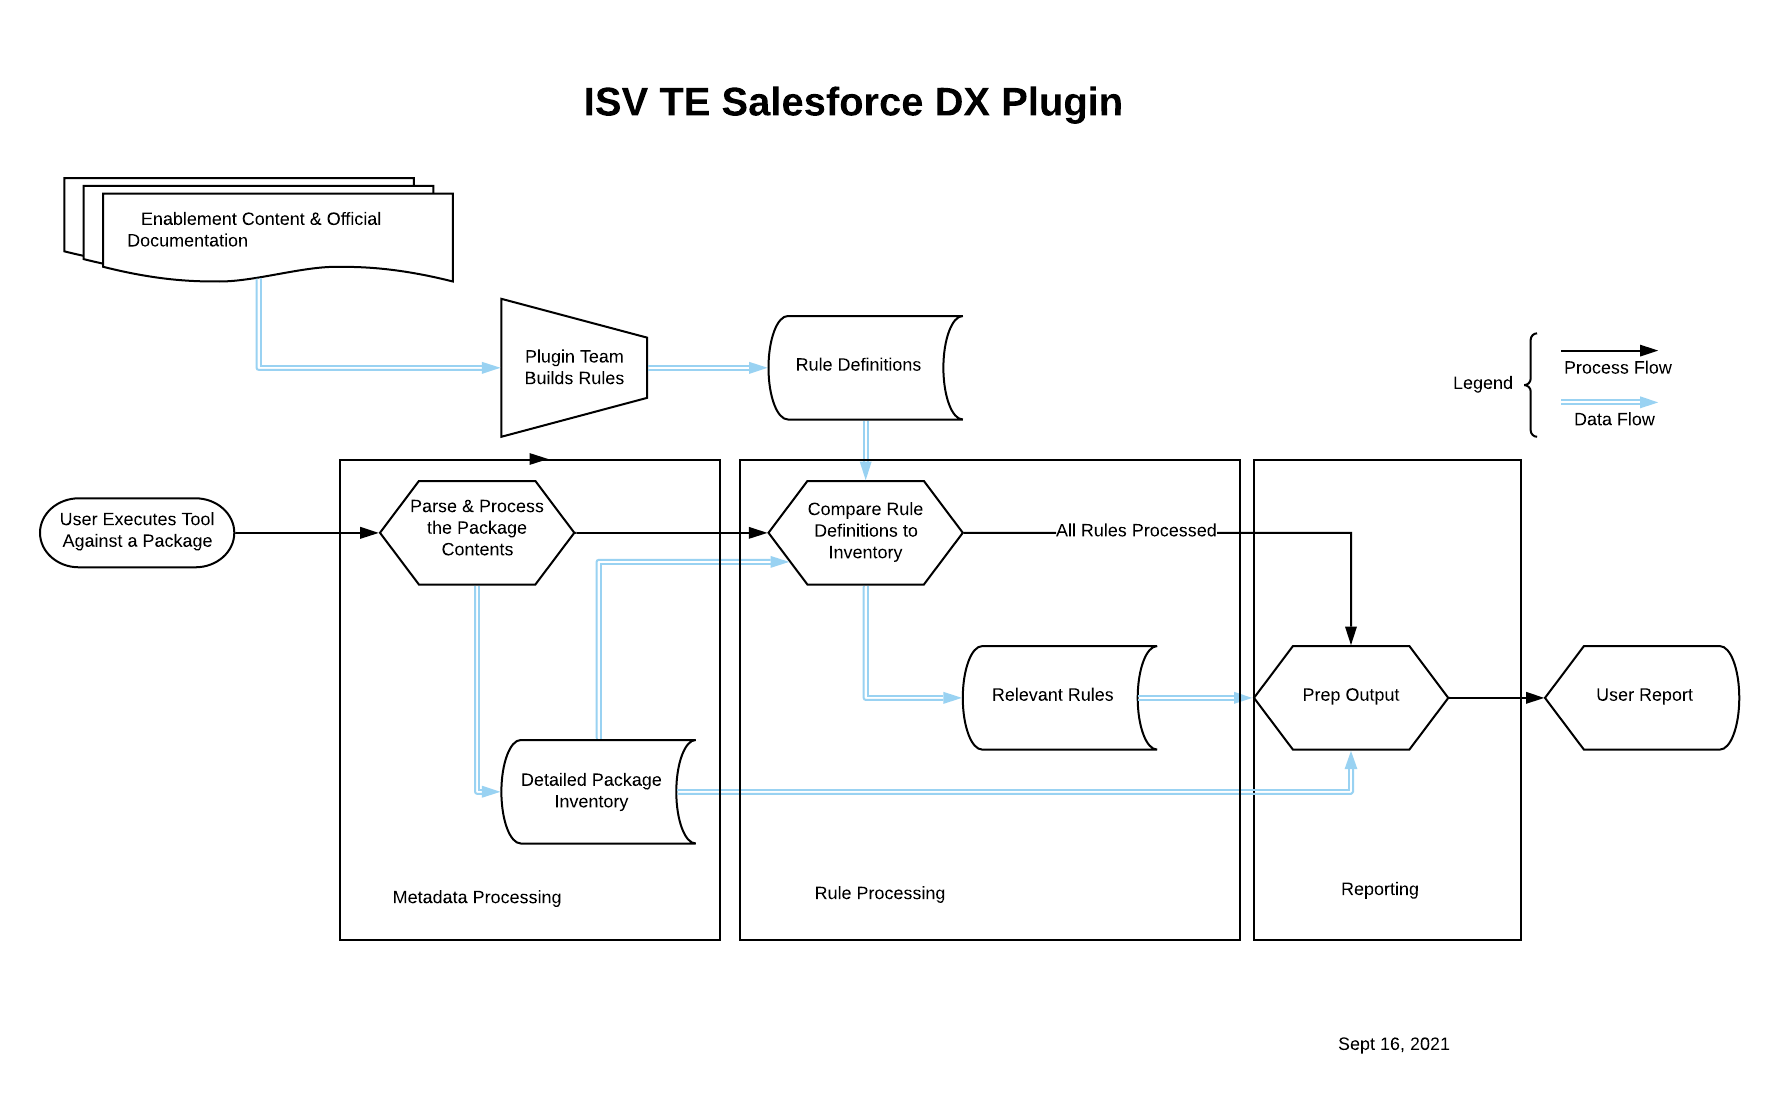 ISV TE Salesforce DX Plugin
Enablement Content & Official
Documentation
Plugin Team
Builds Rules
Rule Definitions
Legend
Process Flow
Data Flow
User Executes Tool
Against a Package
Parse & Process
the Package
Contents
Compare Rule
Definitions to
Inventory
All Rules Processed
Relevant Rules
Prep Output
User Report
Detailed Package
Inventory
Metadata Processing
Rule Processing
Reporting
Sept 16, 2021